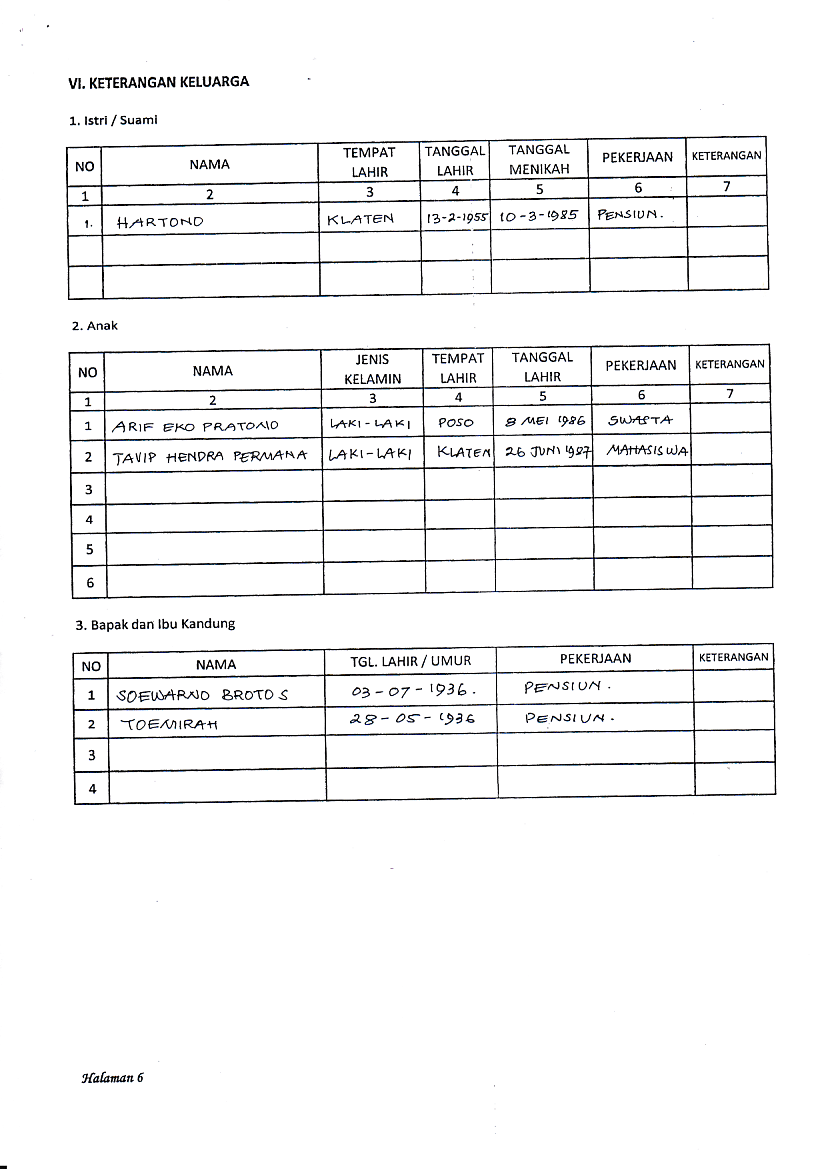 VI. KETERANGAN KELUARGA
1. Istri / Suami
NO NAMA TEMPAT LAHIR TANGGAL LAHIR TANGGAL MENIKAH PEKERJAAN KETERANGAN
1 2 3 4 5 6 7
1. HARTONO KLATEN 13-2-1955 10-3-1985 PENSIUN.
2. Anak
NO NAMA JENIS KELAMIN TEMPAT LAHIR TANGGAL LAHIR PEKERJAAN KETERANGAN
1 2 3 4 5 6 7
1 ARIF EKO PRATONO LAKI-LAKI POSO 8 MEI 1986 SWASTA
2 TAVIP HENDRA PERMANA LAKI-LAKI KLATEN 26 JUNI 1987 MAHASISWA
3
4
5
6
3. Bapak dan Ibu Kandung
NO NAMA TGL. LAHIR / UMUR PEKERJAAN KETERANGAN
1 SOEWARNO BROTO S 03-07-1936. PENSIUN.
2 TOEMIRAH 28-05-1936 PENSIUN.
3
4
Halaman 6